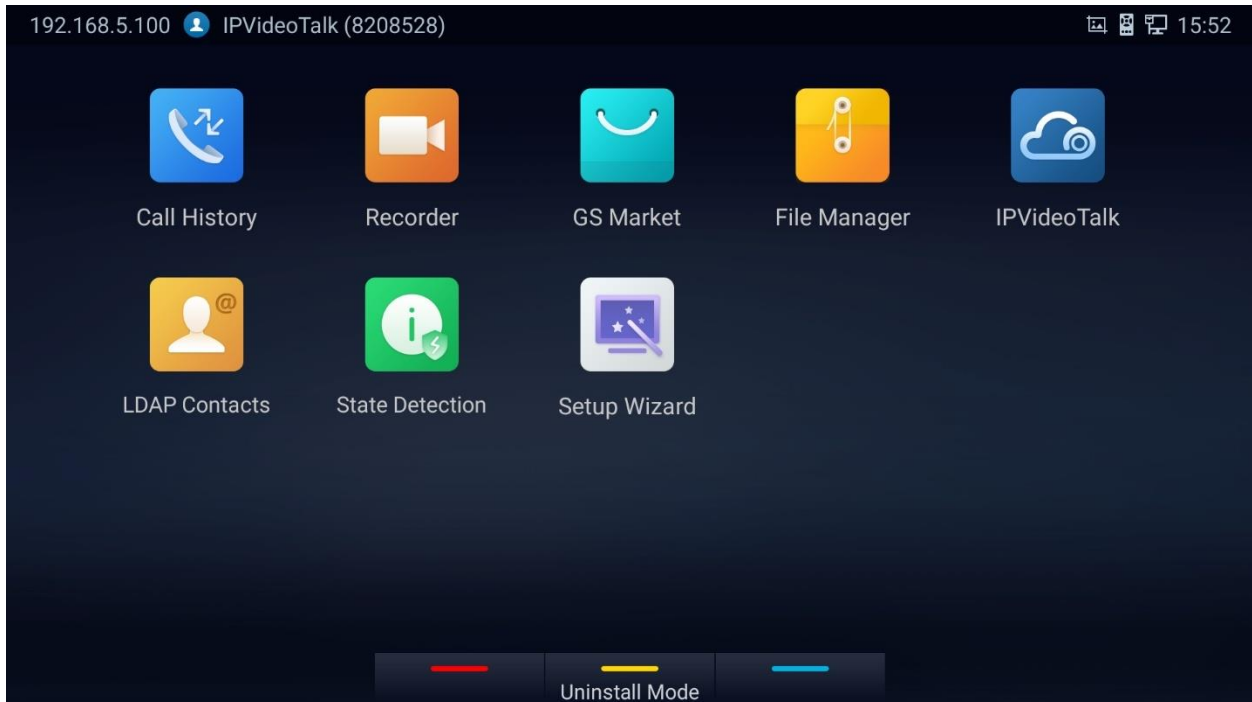 192.168.5.100 IPVideoTalk (8208528) 15:52
Call History Recorder GS Market File Manager IPVideoTalk
@
LDAP Contacts State Detection Setup Wizard
Uninstall Mode